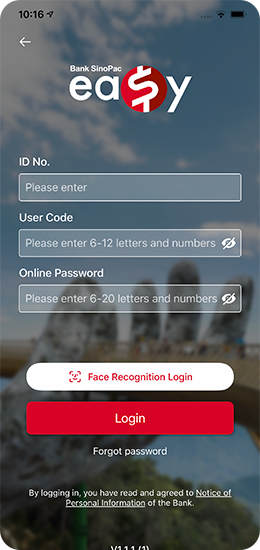 10:16
Bank SinoPac
ea$y
ID No.
Please enter
User Code
Please enter 6-12 letters and numbers
Online Password
Please enter 6-20 letters and numbers
Face Recognition Login
Login
Forgot password
By logging in, you have read and agreed to Notice of
Personal Information of the Bank.
V1.1.1 (1)